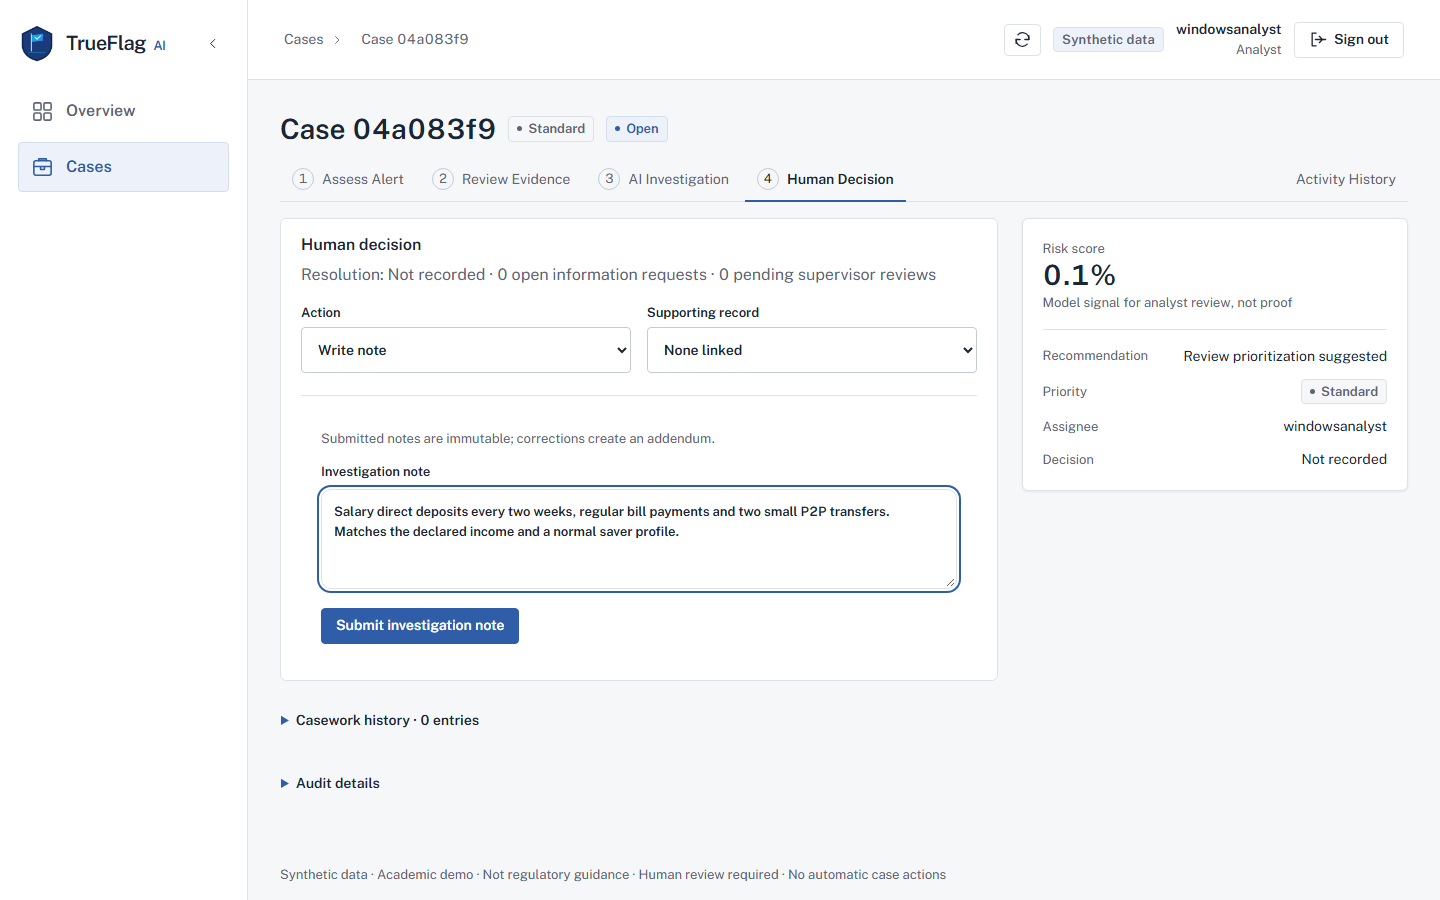 TrueFlag AI
Overview
Cases
Cases > Case 04a083f9
Synthetic data
windowsanalyst
Analyst
Sign out
Case 04a083f9
Standard
Open
1 Assess Alert
2 Review Evidence
3 AI Investigation
4 Human Decision
Activity History
Human decision
Resolution: Not recorded · 0 open information requests · 0 pending supervisor reviews
Action
Supporting record
Write note
None linked
Submitted notes are immutable; corrections create an addendum.
Investigation note
Salary direct deposits every two weeks, regular bill payments and two small P2P transfers.
Matches the declared income and a normal saver profile.
Submit investigation note
Risk score
0.1%
Model signal for analyst review, not proof
Recommendation Review prioritization suggested
Priority Standard
Assignee windowsanalyst
Decision Not recorded
Casework history · 0 entries
Audit details
Synthetic data · Academic demo · Not regulatory guidance · Human review required · No automatic case actions